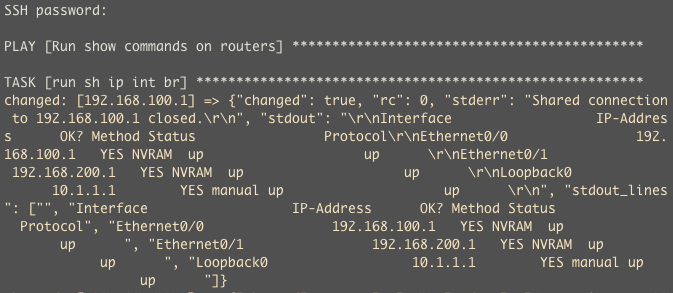 SSH password:
PLAY [Run show commands on routers] ********************************************
TASK [run sh ip int br] ********************************************************
changed: [192.168.100.1] => {"changed": true, "rc": 0, "stderr": "Shared connection
 to 192.168.100.1 closed.\r\n", "stdout": "\r\nInterface                  IP-Addres
s      OK? Method Status                Protocol\r\nEthernet0/0                192.
168.100.1   YES NVRAM  up                    up      \r\nEthernet0/1               
 192.168.200.1   YES NVRAM  up                    up      \r\nLoopback0            
      10.1.1.1        YES manual up                    up      \r\n", "stdout_lines
": ["", "Interface                  IP-Address      OK? Method Status              
  Protocol", "Ethernet0/0                192.168.100.1   YES NVRAM  up             
       up      ", "Ethernet0/1                192.168.200.1   YES NVRAM  up        
            up      ", "Loopback0                  10.1.1.1        YES manual up   
                 up      "]}